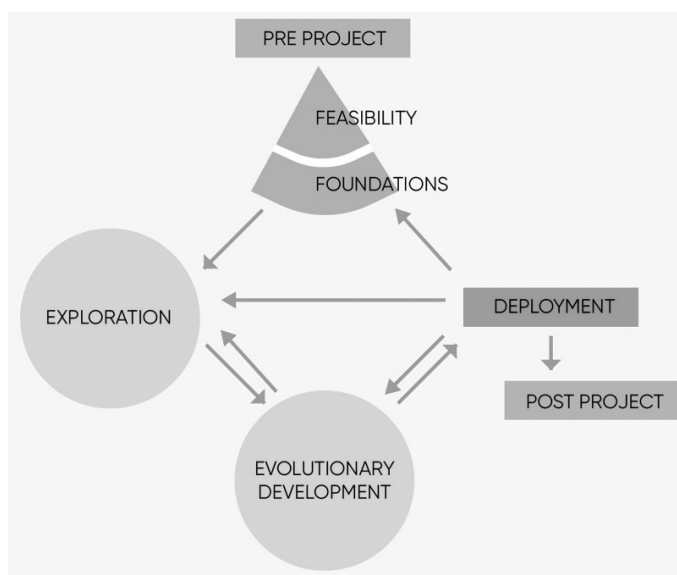 PRE PROJECT
FEASIBILITY
FOUNDATIONS
EXPLORATION
DEPLOYMENT
POST PROJECT
EVOLUTIONARY
DEVELOPMENT